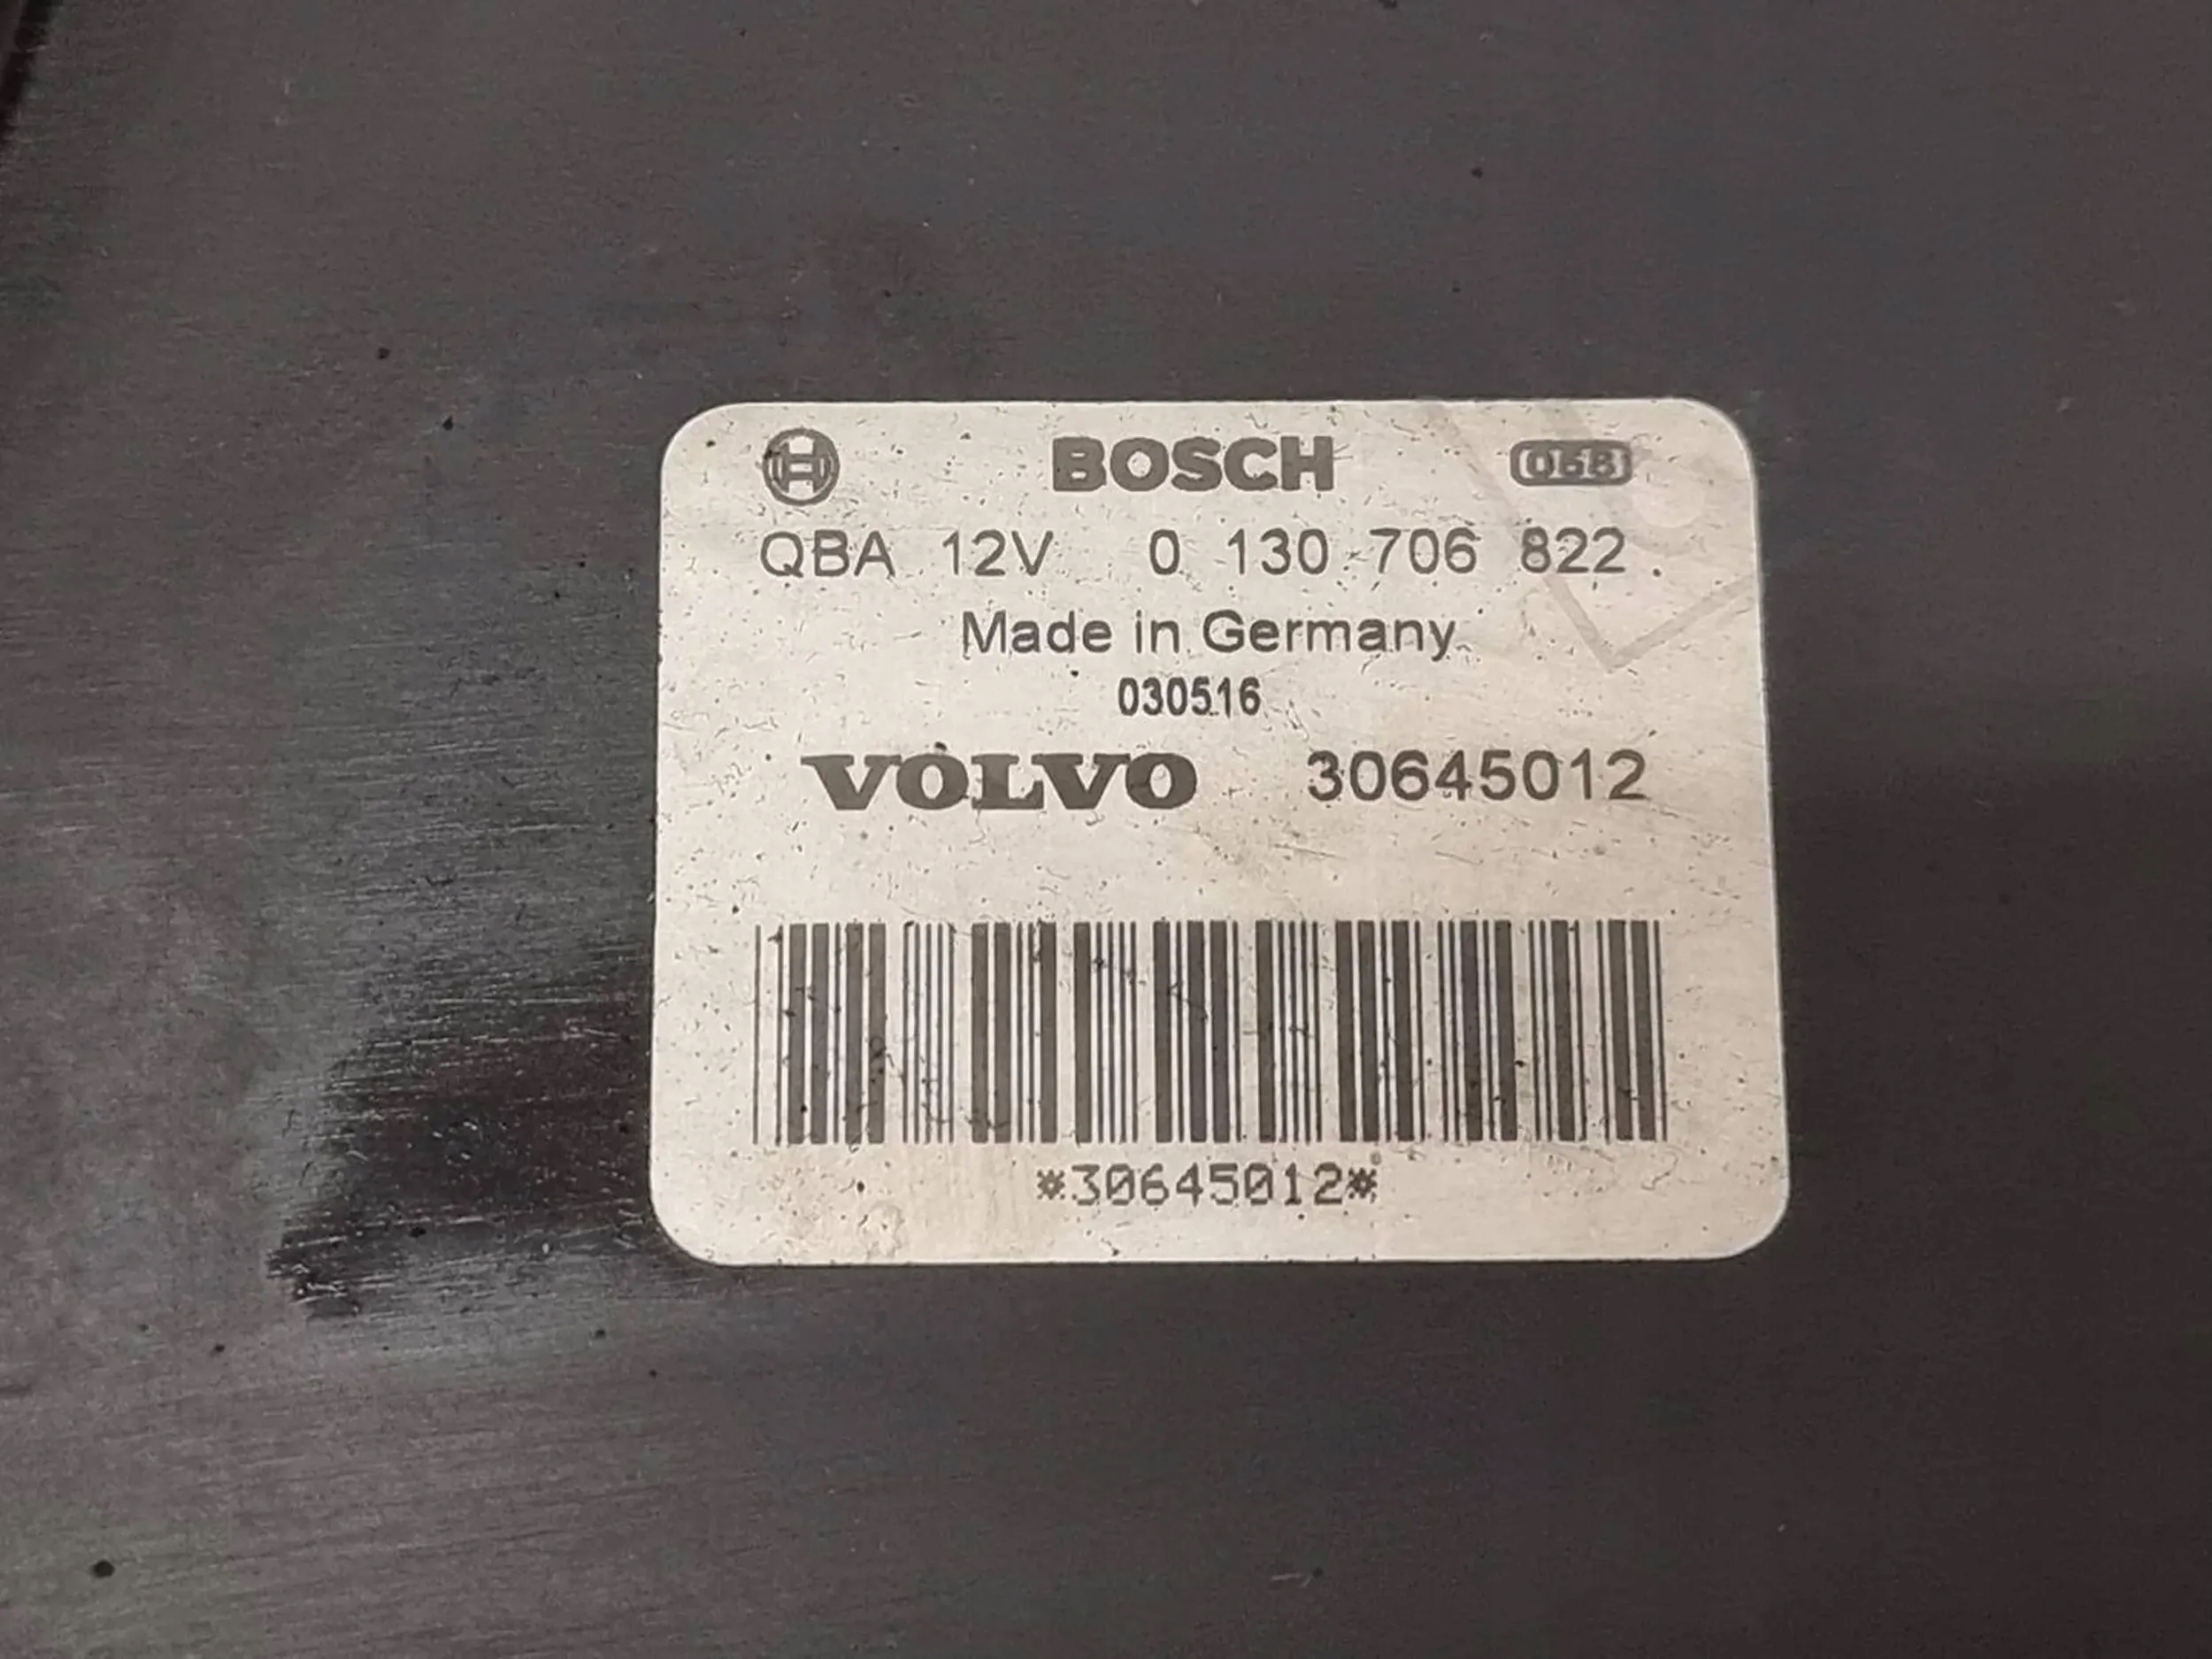 BOSCH
QBA 12V 0 130 706 822
Made in Germany
030516
VOLVO 30645012
*30645012*